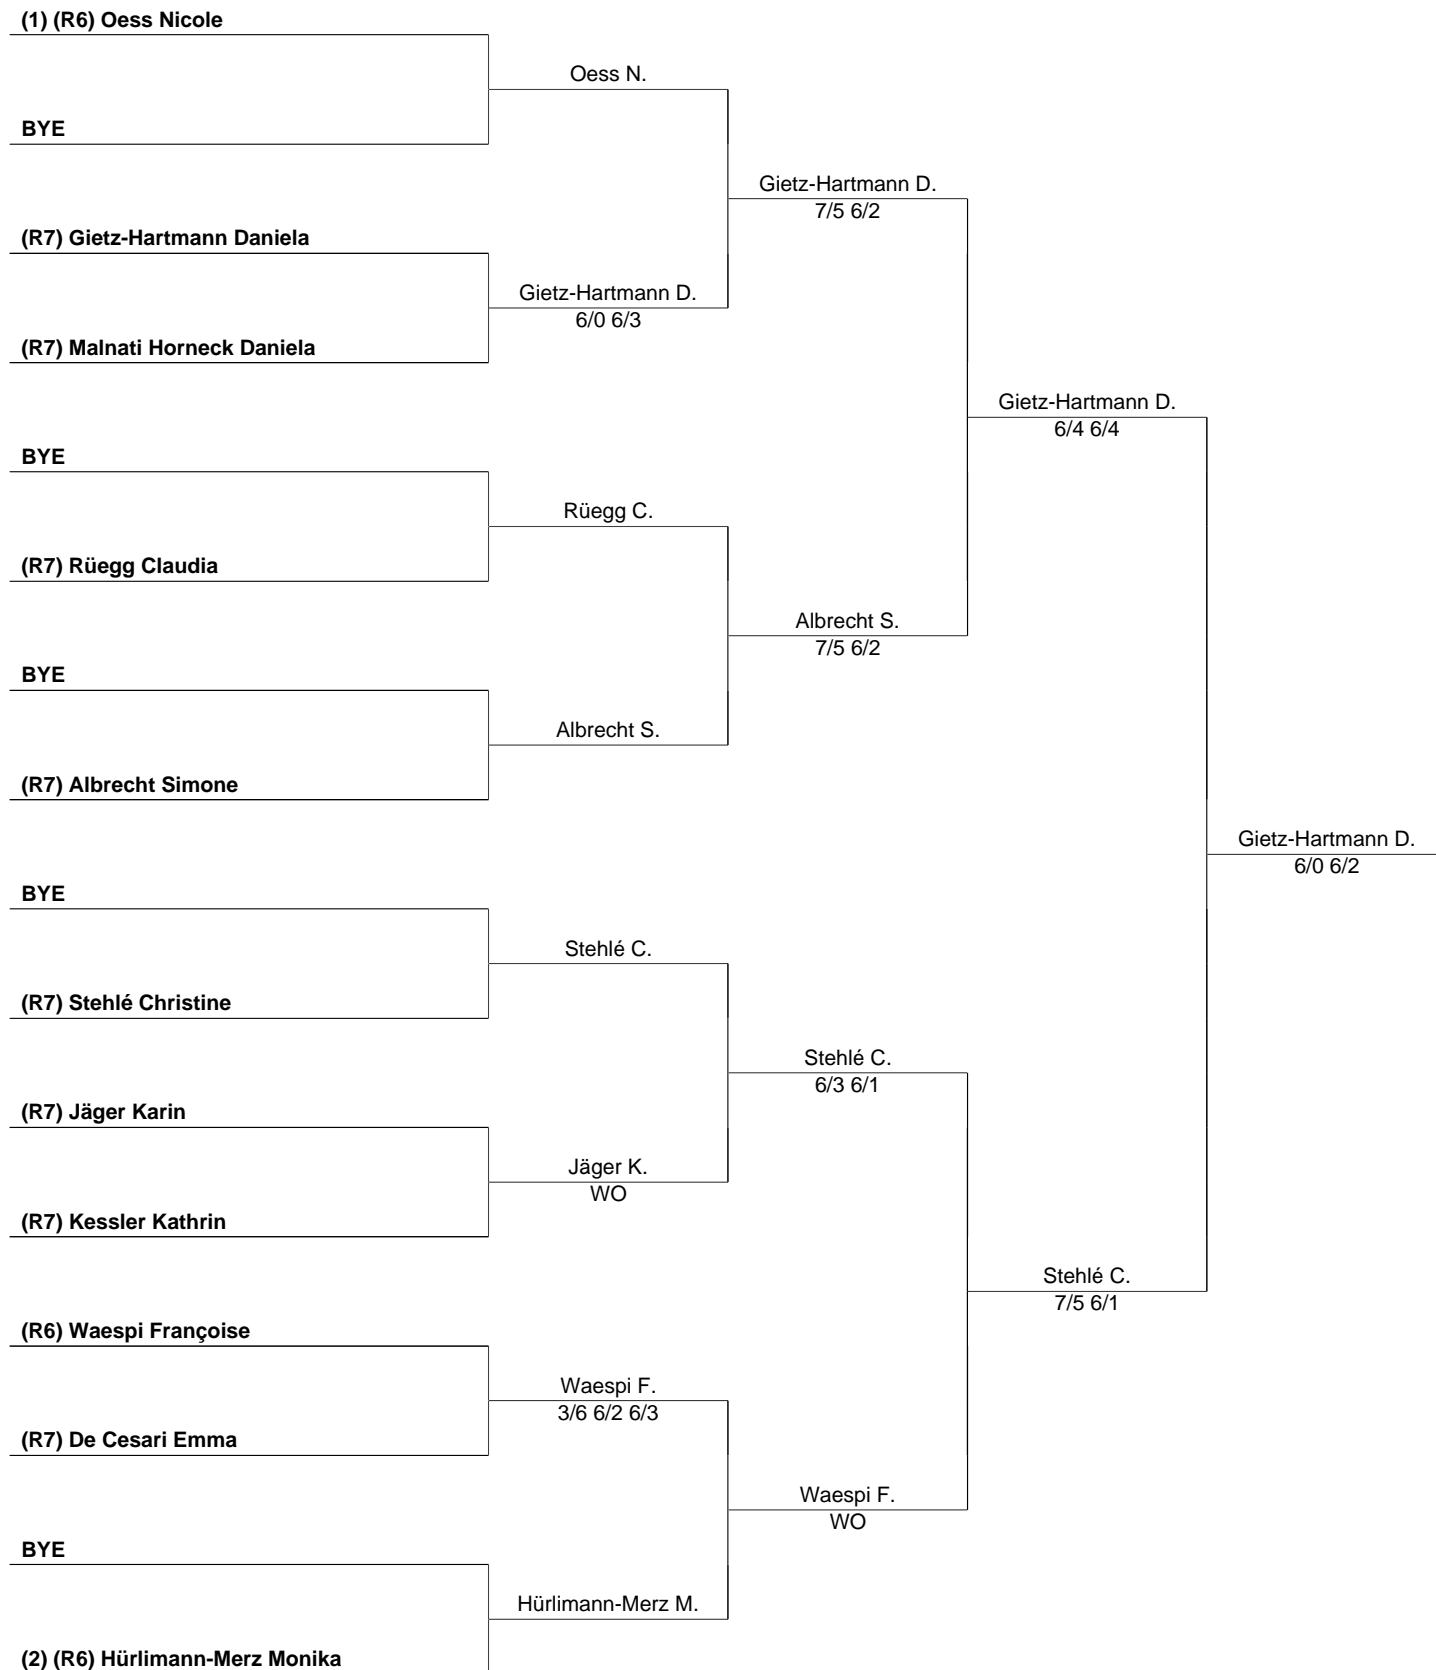 (1) (R6) Oess Nicole
Oess N.
BYE
Gietz-Hartmann D.
7/5 6/2
(R7) Gietz-Hartmann Daniela
Gietz-Hartmann D.
6/0 6/3
(R7) Malnati Horneck Daniela
Gietz-Hartmann D.
6/4 6/4
BYE
Rüegg C.
(R7) Rüegg Claudia
Albrecht S.
7/5 6/2
BYE
Albrecht S.
(R7) Albrecht Simone
Gietz-Hartmann D.
6/0 6/2
BYE
Stehlé C.
(R7) Stehlé Christine
Stehlé C.
6/3 6/1
(R7) Jäger Karin
Jäger K.
WO
(R7) Kessler Kathrin
Stehlé C.
7/5 6/1
(R6) Waespi Françoise
Waespi F.
3/6 6/2 6/3
(R7) De Cesari Emma
Waespi F.
WO
BYE
Hürlimann-Merz M.
(2) (R6) Hürlimann-Merz Monika